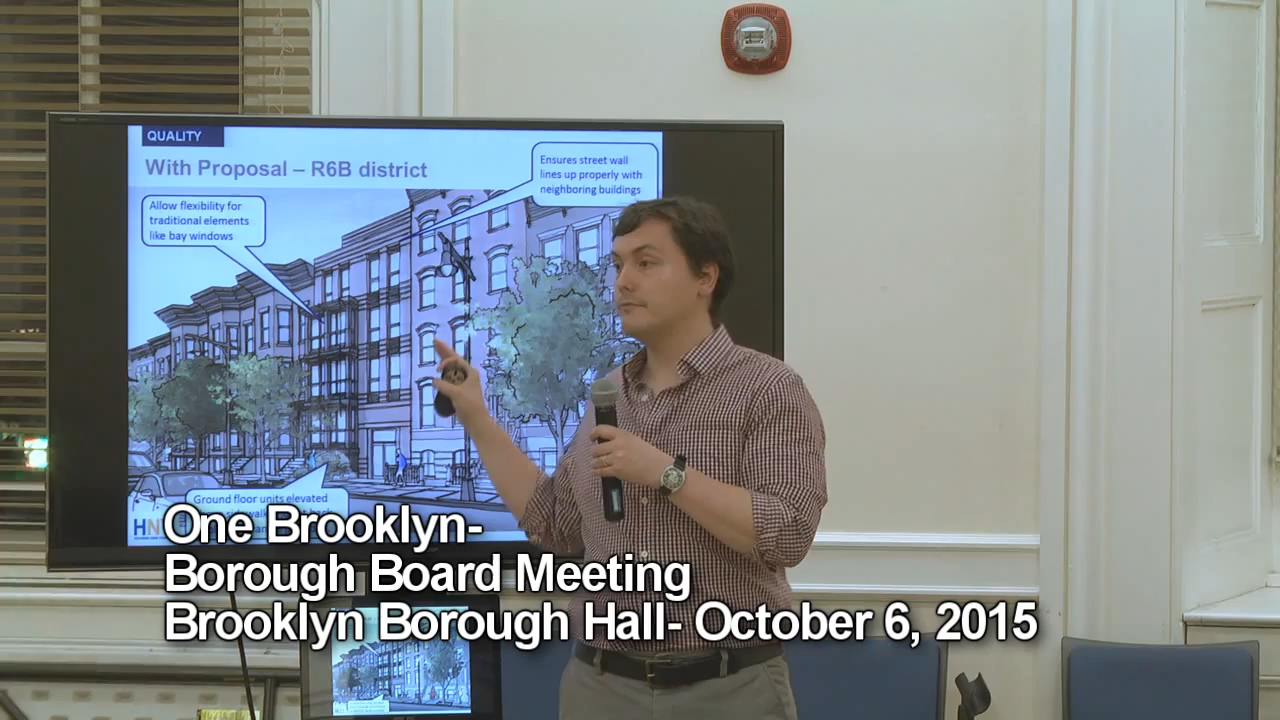 QUALITY
With Proposal – R6B district
Ensures street wall
lines up properly with
neighboring buildings
Allow flexibility for
traditional elements
like bay windows
Ground floor units elevated
One Brooklyn-
Borough Board Meeting
Brooklyn Borough Hall- October 6, 2015